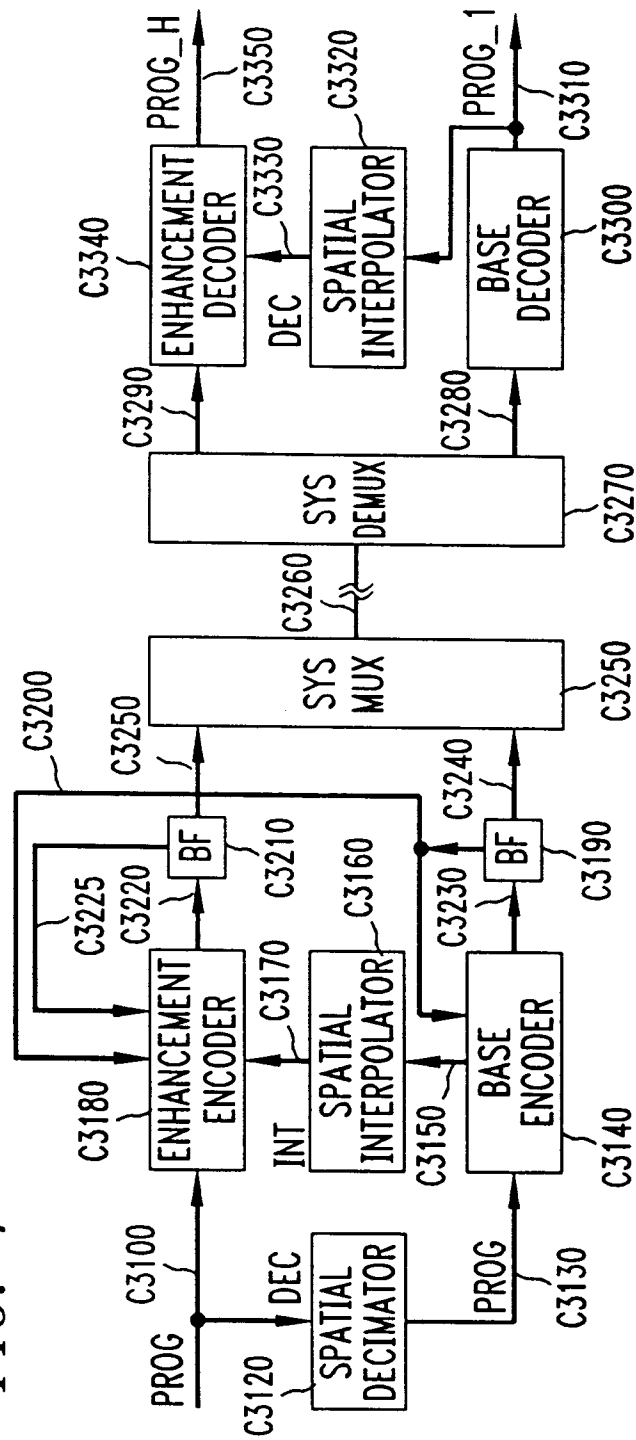 PROG
C3100
DEC
C3120
SPATIAL
DECIMATOR
PROG
C3130
C3180
ENHANCEMENT
ENCODER
INT
C3170
SPATIAL
INTERPOLATOR
C3160
C3150
BASE
ENCODER
C3140
C3225
C3220
BF
C3210
C3250
C3200
C3230
BF
C3190
C3240
SYS
MUX
C3250
C3260
SYS
DEMUX
C3270
C3290
C3280
C3340
ENHANCEMENT
DECODER
PROG_H
C3350
DEC
C3330
SPATIAL
INTERPOLATOR
C3320
BASE
DECODER
C3300
PROG_1
C3310